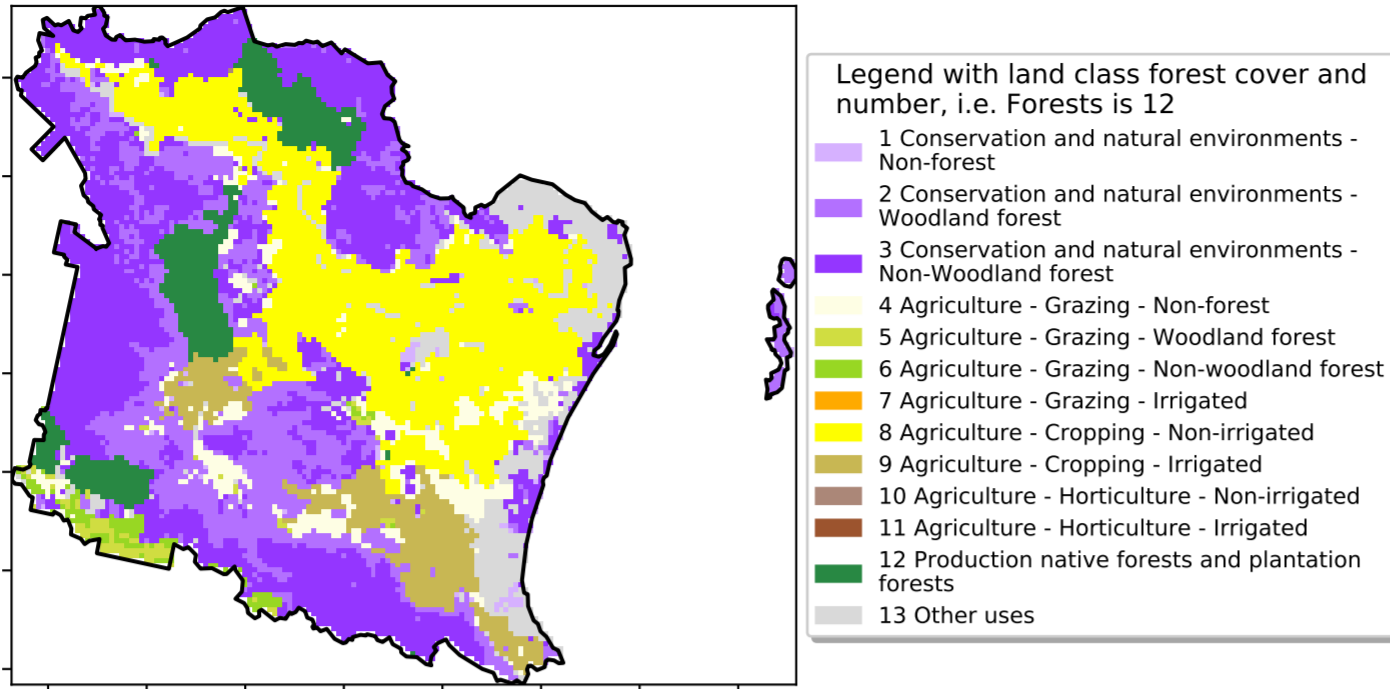 Legend with land class forest cover and
number, i.e. Forests is 12
1 Conservation and natural environments -
Non-forest
2 Conservation and natural environments -
Woodland forest
3 Conservation and natural environments -
Non-Woodland forest
4 Agriculture - Grazing - Non-forest
5 Agriculture - Grazing - Woodland forest
6 Agriculture - Grazing - Non-woodland forest
7 Agriculture - Grazing - Irrigated
8 Agriculture - Cropping - Non-irrigated
9 Agriculture - Cropping - Irrigated
10 Agriculture - Horticulture - Non-irrigated
11 Agriculture - Horticulture - Irrigated
12 Production native forests and plantation
forests
13 Other uses